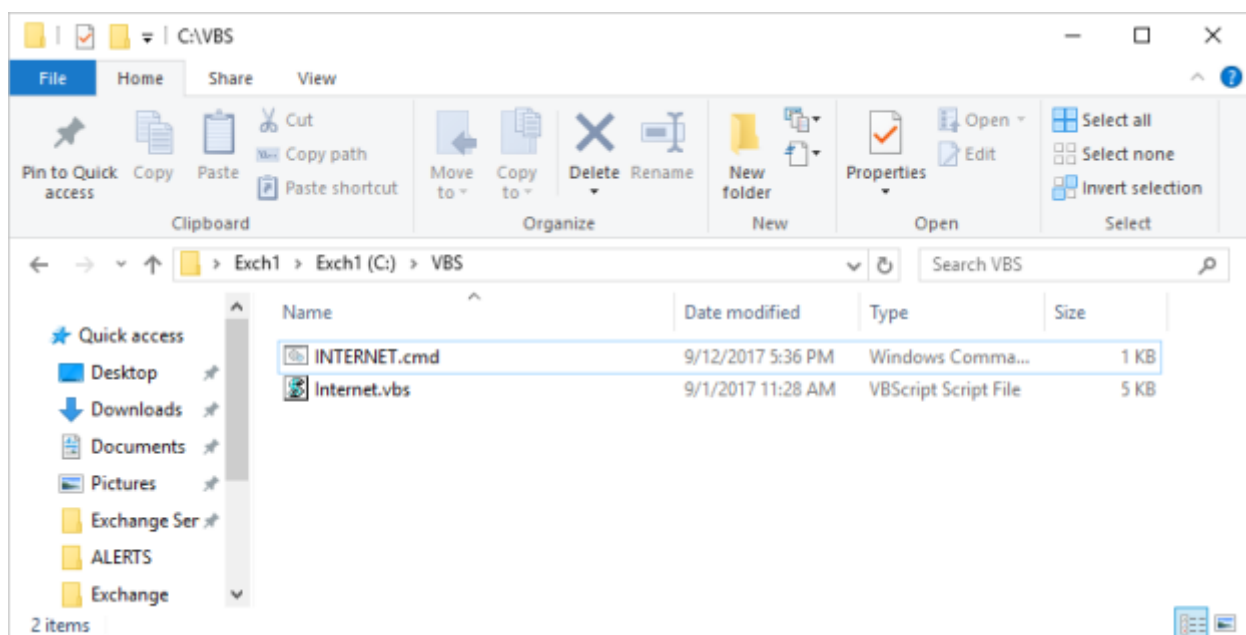 C:\VBS
File Home Share View
Pin to Quick access
Copy
Paste
Cut
Copy path
Paste shortcut
Move to
Copy to
Delete
Rename
New folder
Properties
Open
Edit
Select all
Select none
Invert selection
Clipboard Organize New Open Select
Exch1 > Exch1 (C:) > VBS
Search VBS
Name Date modified Type Size
Quick access
Desktop
Downloads
Documents
Pictures
Exchange Ser
ALERTS
Exchange
INTERNET.cmd 9/12/2017 5:36 PM Windows Comma... 1 KB
Internet.vbs 9/1/2017 11:28 AM VBScript Script File 5 KB
2 items